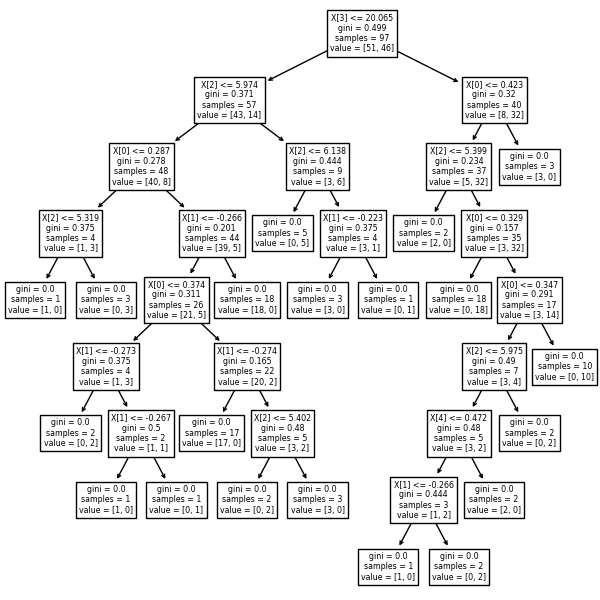 X[3] <= 20.065
gini = 0.499
samples = 97
value = [51, 46]
X[2] <= 5.974
gini = 0.371
samples = 57
value = [43, 14]
X[0] <= 0.423
gini = 0.32
samples = 40
value = [8, 32]
X[0] <= 0.287
gini = 0.278
samples = 48
value = [40, 8]
X[2] <= 6.138
gini = 0.444
samples = 9
value = [3, 6]
X[2] <= 5.399
gini = 0.234
samples = 37
value = [5, 32]
gini = 0.0
samples = 3
value = [3, 0]
X[2] <= 5.319
gini = 0.375
samples = 4
value = [1, 3]
X[1] <= -0.266
gini = 0.201
samples = 44
value = [39, 5]
gini = 0.0
samples = 5
value = [0, 5]
X[1] <= -0.223
gini = 0.375
samples = 4
value = [3, 1]
gini = 0.0
samples = 2
value = [2, 0]
X[0] <= 0.329
gini = 0.157
samples = 35
value = [3, 32]
gini = 0.0
samples = 1
value = [1, 0]
gini = 0.0
samples = 3
value = [0, 3]
X[0] <= 0.374
gini = 0.311
samples = 26
value = [21, 5]
gini = 0.0
samples = 18
value = [18, 0]
gini = 0.0
samples = 3
value = [3, 0]
gini = 0.0
samples = 1
value = [0, 1]
gini = 0.0
samples = 18
value = [0, 18]
X[0] <= 0.347
gini = 0.291
samples = 17
value = [3, 14]
X[1] <= -0.273
gini = 0.375
samples = 4
value = [1, 3]
X[1] <= -0.274
gini = 0.165
samples = 22
value = [20, 2]
X[2] <= 5.975
gini = 0.49
samples = 7
value = [3, 4]
gini = 0.0
samples = 10
value = [0, 10]
gini = 0.0
samples = 2
value = [0, 2]
X[1] <= -0.267
gini = 0.5
samples = 2
value = [1, 1]
gini = 0.0
samples = 17
value = [17, 0]
X[2] <= 5.402
gini = 0.48
samples = 5
value = [3, 2]
X[4] <= 0.472
gini = 0.48
samples = 5
value = [3, 2]
gini = 0.0
samples = 2
value = [0, 2]
gini = 0.0
samples = 1
value = [1, 0]
gini = 0.0
samples = 1
value = [0, 1]
gini = 0.0
samples = 2
value = [0, 2]
gini = 0.0
samples = 3
value = [3, 0]
X[1] <= -0.266
gini = 0.444
samples = 3
value = [1, 2]
gini = 0.0
samples = 2
value = [2, 0]
gini = 0.0
samples = 1
value = [1, 0]
gini = 0.0
samples = 2
value = [0, 2]